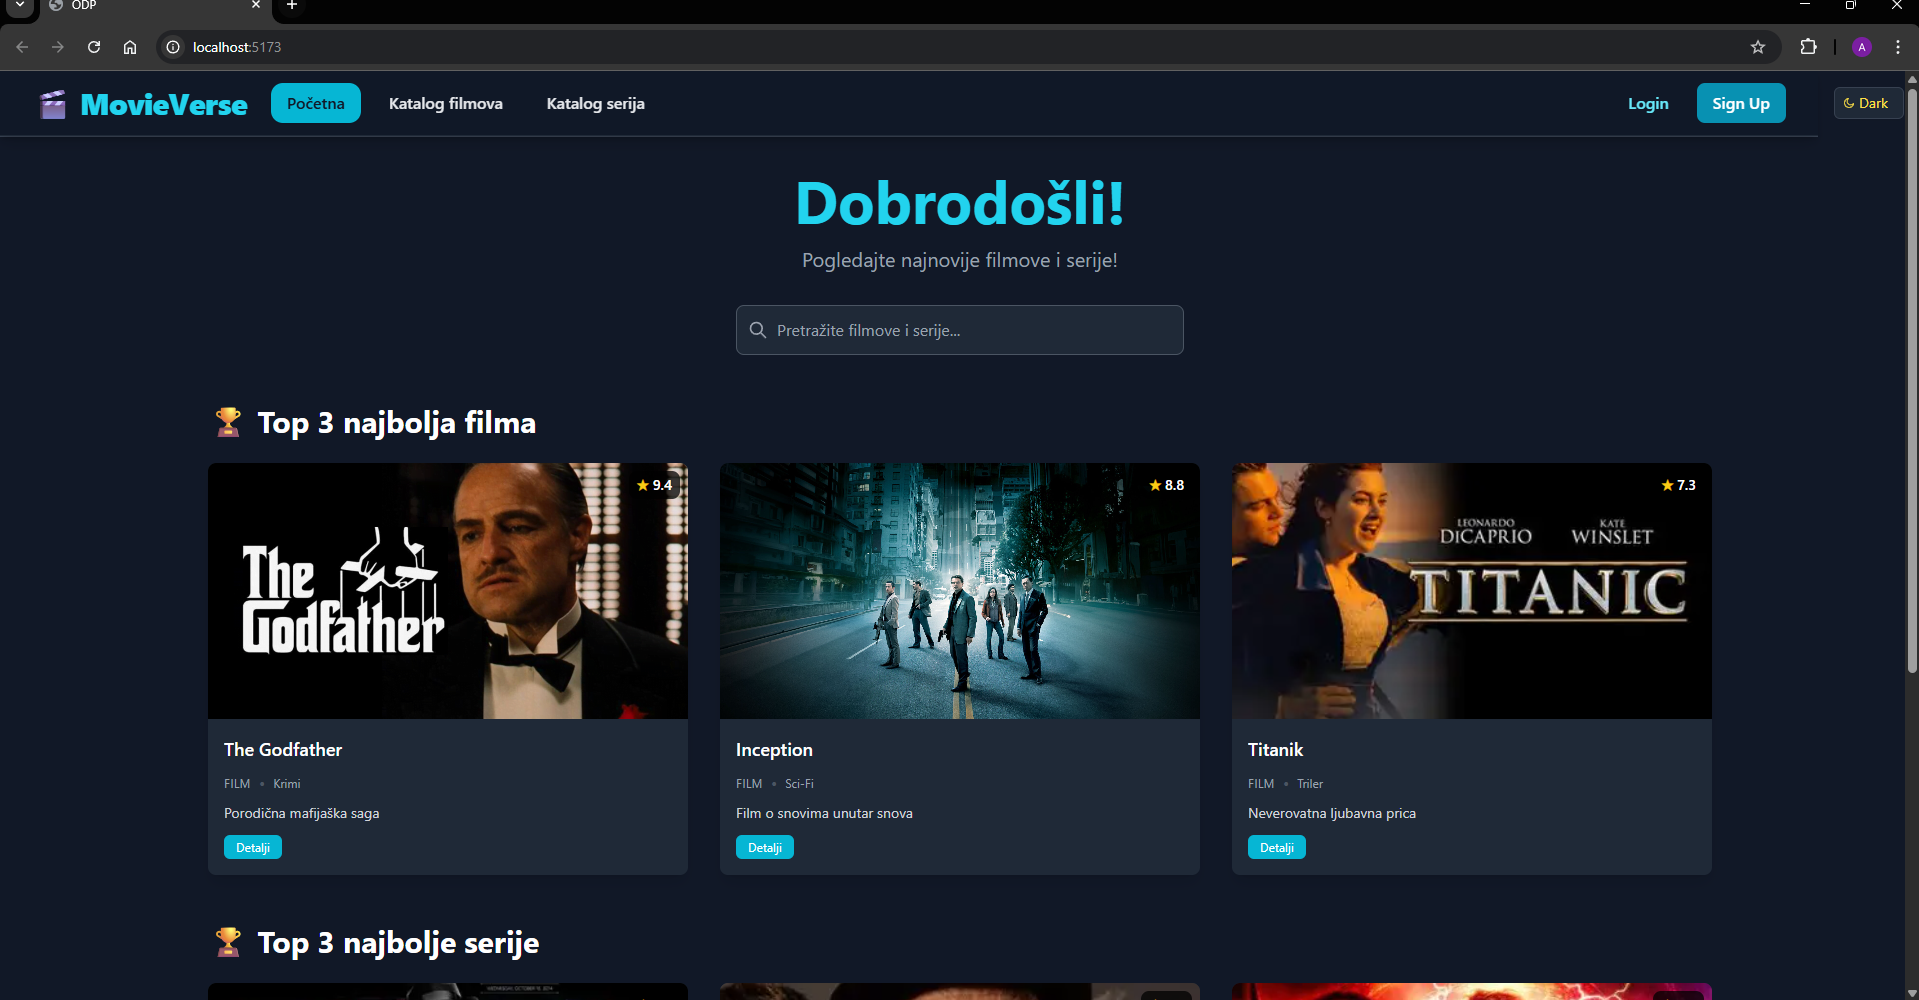 ODP
localhost:5173
A
MovieVerse
Početna
Katalog filmova
Katalog serija
Login
Sign Up
Dark
Dobrodošli!
Pogledajte najnovije filmove i serije!
Pretražite filmove i serije...
Top 3 najbolja filma
9.4
The
Godfather
8.8
7.3
LEONARDO
DiCAPRIO
KATE
WINSLET
TITANIC
The Godfather
FILM • Krimi
Porodična mafijaška saga
Detalji
Inception
FILM • Sci-Fi
Film o snovima unutar snova
Detalji
Titanik
FILM • Triler
Neverovatna ljubavna prica
Detalji
Top 3 najbolje serije